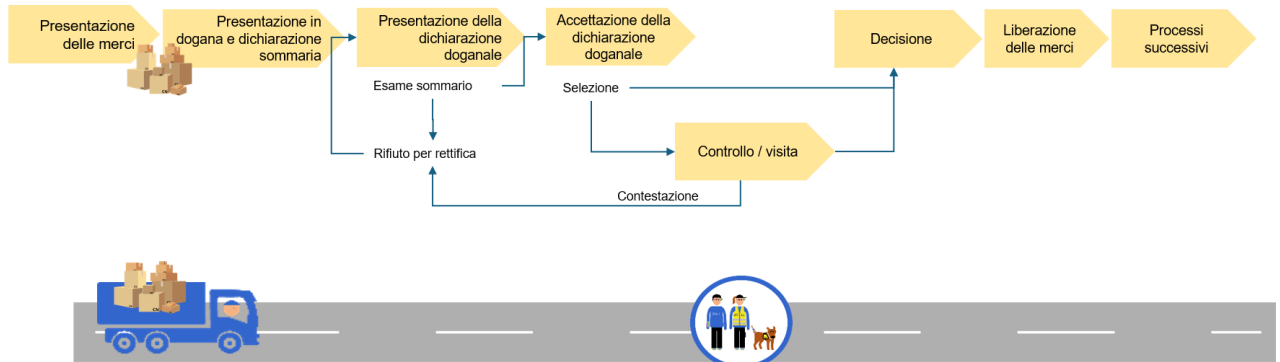 Presentazione
delle merci
Presentazione in
dogana e dichiarazione
sommaria
Presentazione della
dichiarazione
doganale
Accettazione della
dichiarazione
doganale
Decisione
Liberazione
delle merci
Processi
successivi
Esame sommario
Selezione
Rifiuto per rettifica
Controllo / visita
Contestazione